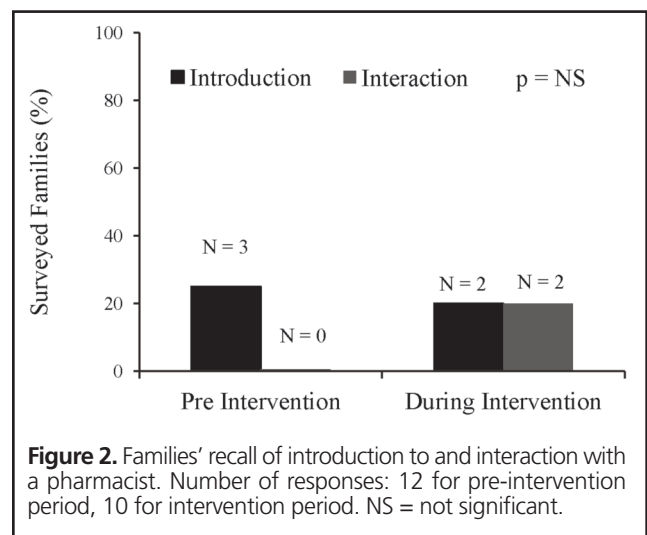 100
80
60
40
20
0
Surveyed Families (%)
Introduction Interaction p = NS
N = 3
N = 0
N = 2 N = 2
Pre Intervention During Intervention
Figure 2. Families’ recall of introduction to and interaction with
a pharmacist. Number of responses: 12 for pre-intervention
period, 10 for intervention period. NS = not significant.